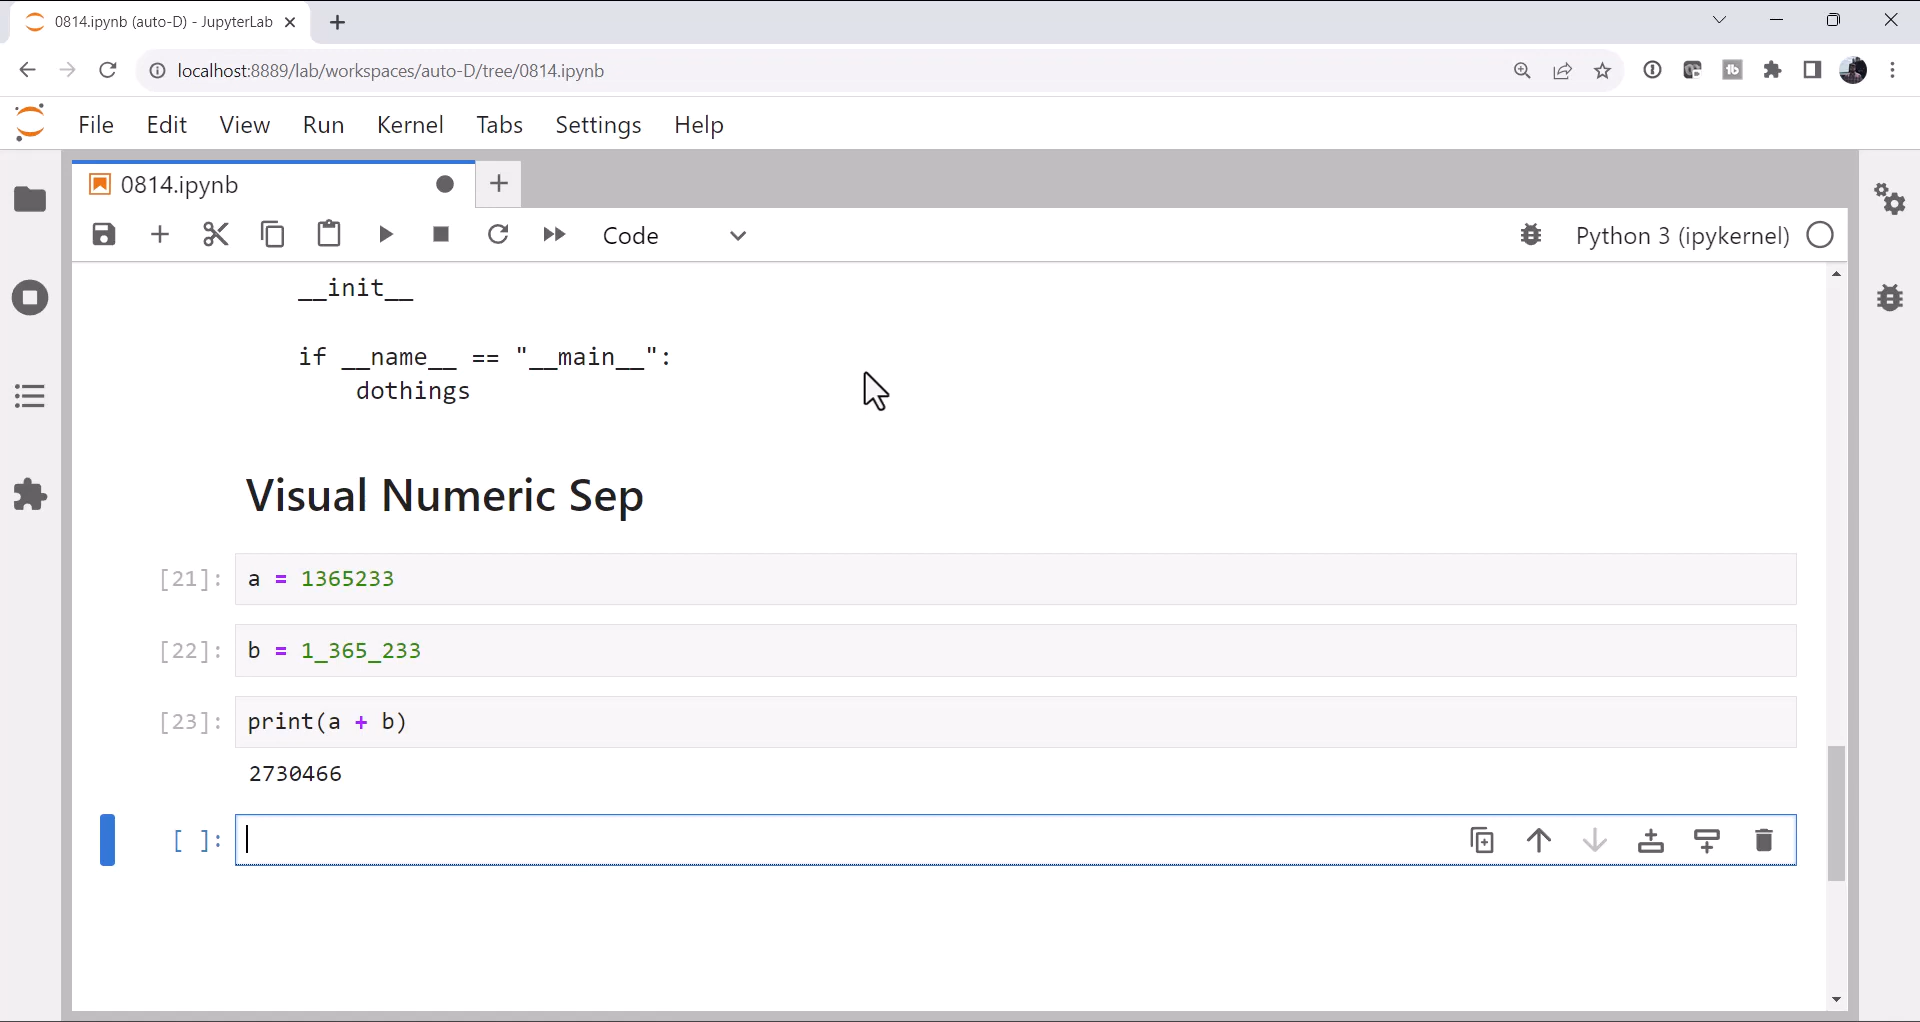 0814.ipynb (auto-D) - JupyterLab
localhost:8889/lab/workspaces/auto-D/tree/0814.ipynb
File Edit View Run Kernel Tabs Settings Help
0814.ipynb
Code Python 3 (ipykernel)
__init__
if __name__ == "__main__":
dothings
Visual Numeric Sep
[21]: a = 1365233
[22]: b = 1_365_233
[23]: print(a + b)
2730466
[ ]: